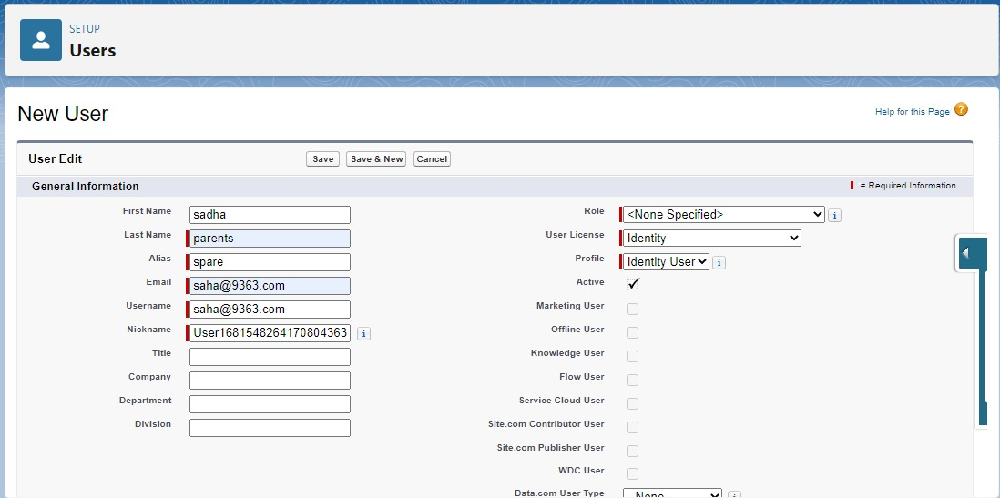 SETUP
Users
New User
Help for this Page ?
User Edit Save Save & New Cancel
General Information = Required Information
First Name sadha Role <None Specified> i
Last Name parents User License Identity
Alias spare Profile Identity User i
Email saha@9363.com Active
Username saha@9363.com Marketing User
Nickname User1681548264170804363 i Offline User
Title Knowledge User
Company Flow User
Department Service Cloud User
Division Site.com Contributor User
Site.com Publisher User
WDC User
Data.com User Type --None-- i